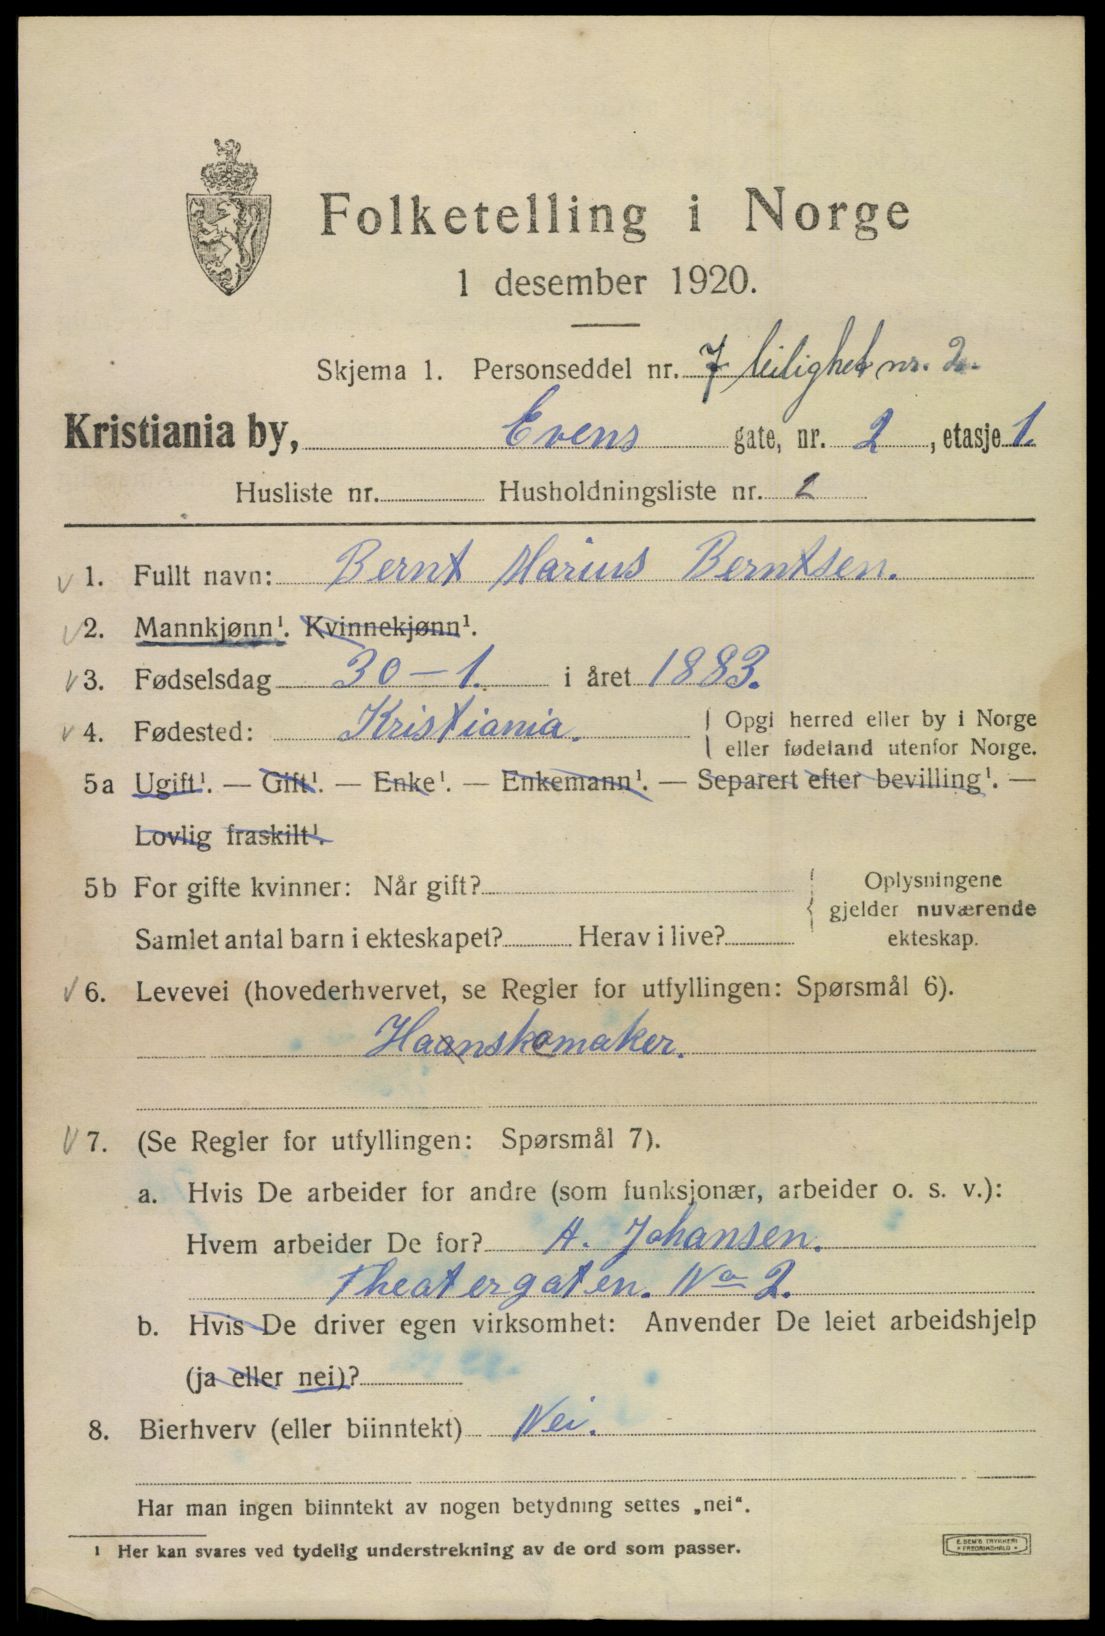 Folketelling i Norge
1 desember 1920.
Skjema 1. Personseddel nr. 7 leilighet nr. 2.
Kristiania by, Evens gate, nr. 2, etasje 1.
Husliste nr. Husholdningsliste nr. 2
v 1. Fullt navn: Bernt Marius Berntsen.
v 2. Mannkjønn¹. Kvinnekjønn¹.
v 3. Fødselsdag 30 – 1. i året 1883.
v 4. Fødested: Kristiania. Opgi herred eller by i Norge
eller fødeland utenfor Norge.
5a Ugift¹. — Gift¹. — Enke¹. — Enkemann¹. — Separert efter bevilling¹. —
Lovlig fraskilt¹.
5b For gifte kvinner: Når gift? Oplysningene
gjelder nuværende
Samlet antal barn i ekteskapet? Herav i live? ekteskap.
v 6. Levevei (hovederhvervet, se Regler for utfyllingen: Spørsmål 6).
Haanskomaker.
v 7. (Se Regler for utfyllingen: Spørsmål 7).
a. Hvis De arbeider for andre (som funksjonær, arbeider o. s. v.):
Hvem arbeider De for? A. Johansen.
Theatergaten. No 2.
b. Hvis De driver egen virksomhet: Anvender De leiet arbeidshjelp
(ja eller nei)?
8. Bierhverv (eller biinntekt) Nei.
Har man ingen biinntekt av nogen betydning settes „nei“.
¹ Her kan svares ved tydelig understrekning av de ord som passer.
E. SEM'S TRYKKERI
FREDRIKSHALD